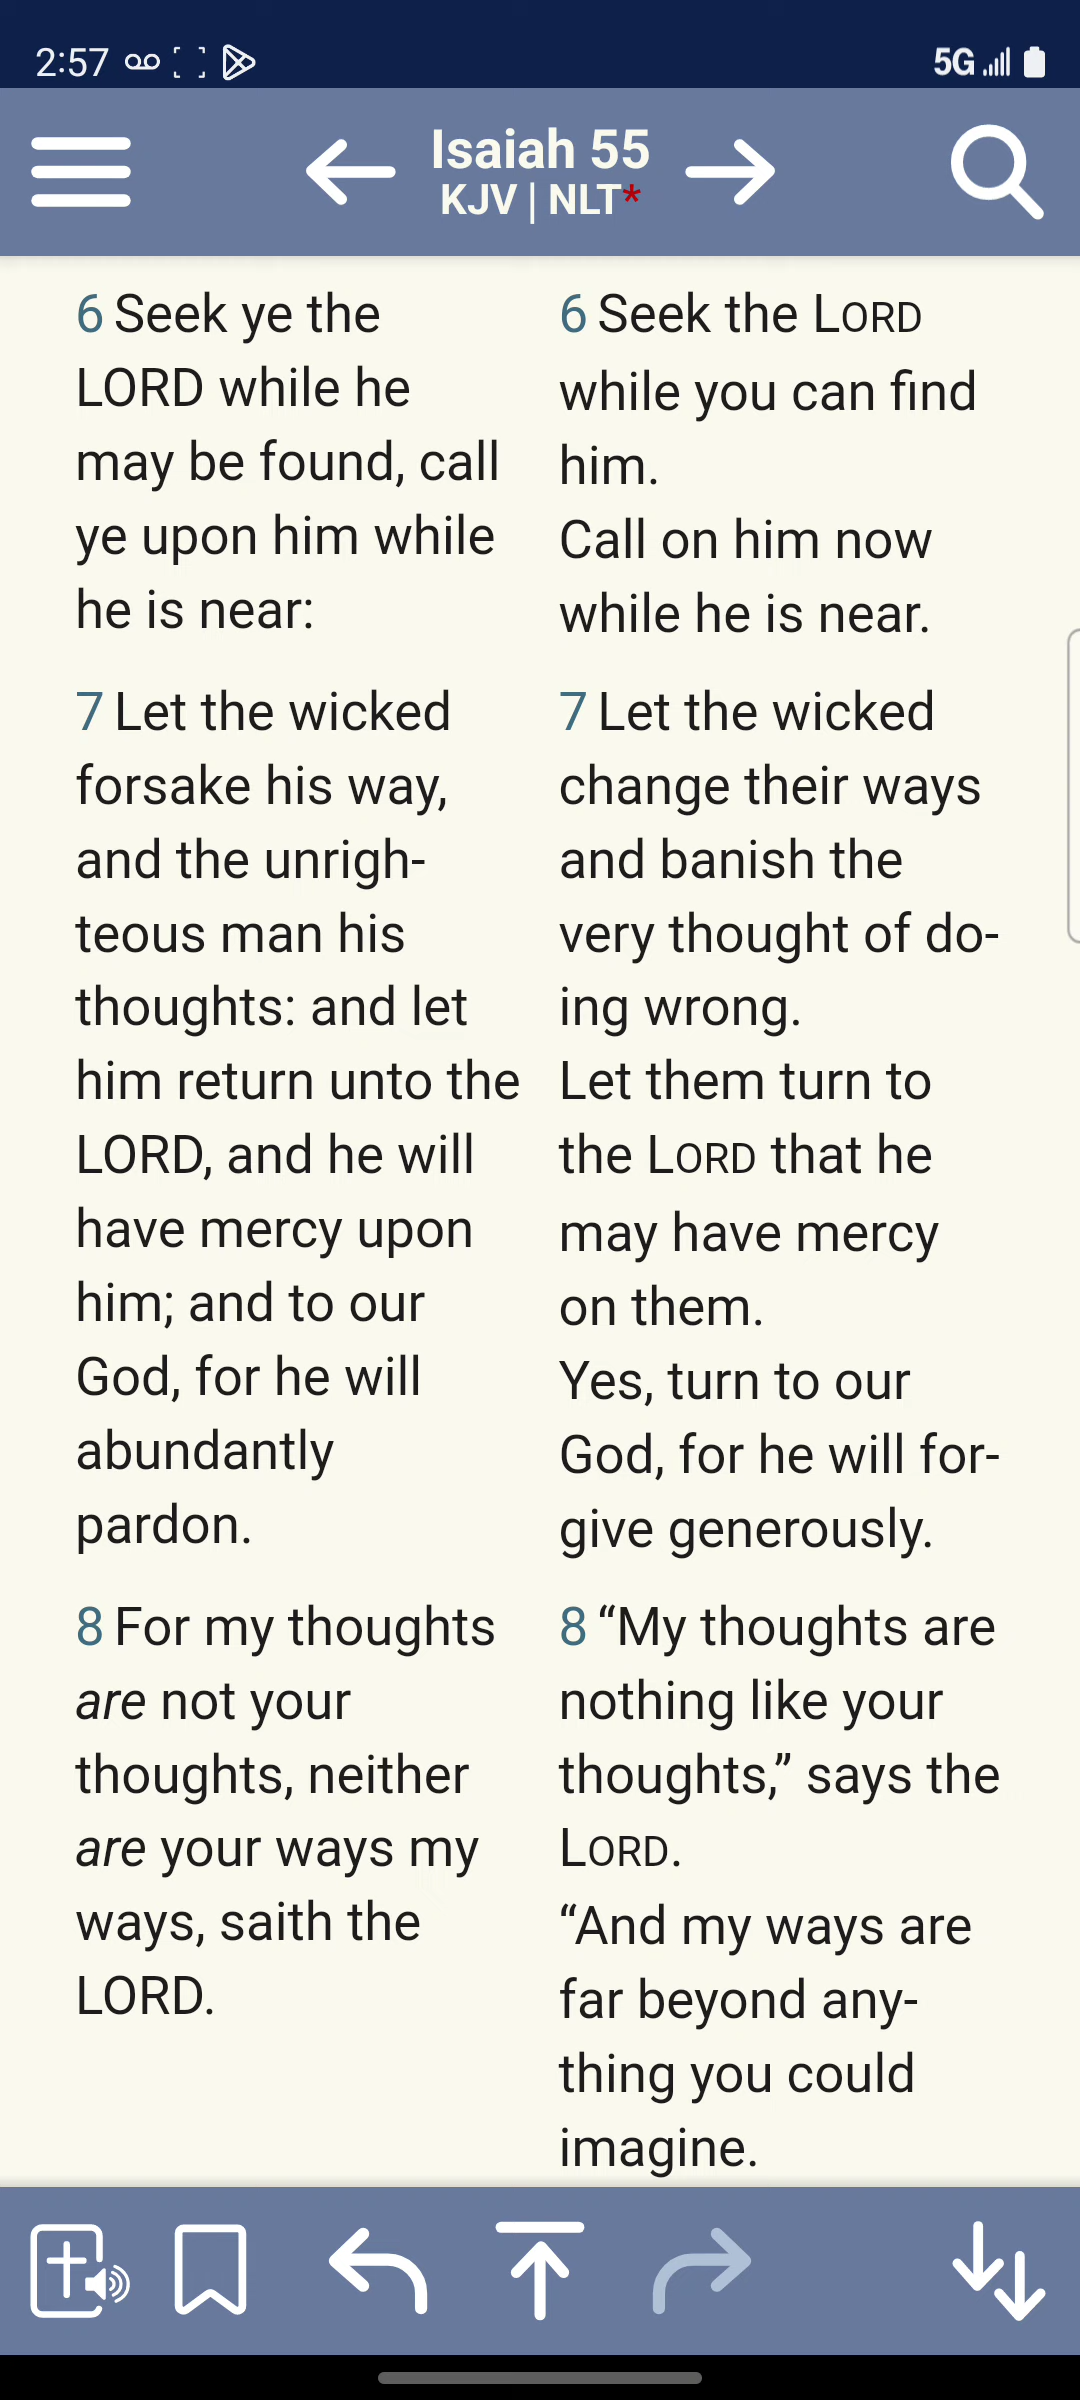 2:57
5G
Isaiah 55
KJV | NLT*
6 Seek ye the
LORD while he
may be found, call
ye upon him while
he is near:
7 Let the wicked
forsake his way,
and the unrigh-
teous man his
thoughts: and let
him return unto the
LORD, and he will
have mercy upon
him; and to our
God, for he will
abundantly
pardon.
8 For my thoughts
are not your
thoughts, neither
are your ways my
ways, saith the
LORD.
6 Seek the LORD
while you can find
him.
Call on him now
while he is near.
7 Let the wicked
change their ways
and banish the
very thought of do-
ing wrong.
Let them turn to
the LORD that he
may have mercy
on them.
Yes, turn to our
God, for he will for-
give generously.
8 “My thoughts are
nothing like your
thoughts,” says the
LORD.
“And my ways are
far beyond any-
thing you could
imagine.